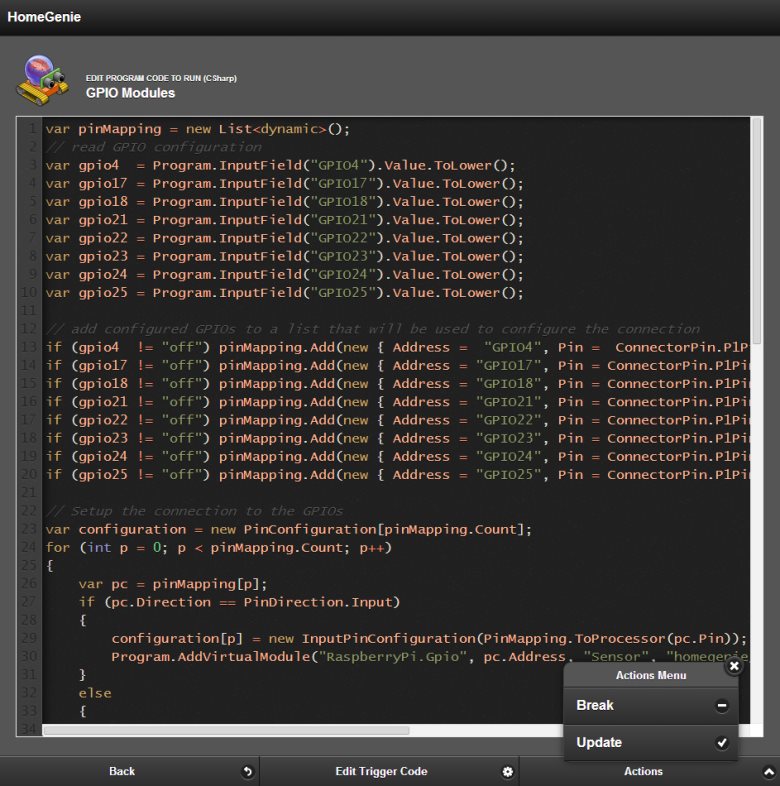 HomeGenie
EDIT PROGRAM CODE TO RUN (CSharp)
GPIO Modules
1 var pinMapping = new List<dynamic>();
2 // read GPIO configuration
3 var gpio4  = Program.InputField("GPIO4").Value.ToLower();
4 var gpio17 = Program.InputField("GPIO17").Value.ToLower();
5 var gpio18 = Program.InputField("GPIO18").Value.ToLower();
6 var gpio21 = Program.InputField("GPIO21").Value.ToLower();
7 var gpio22 = Program.InputField("GPIO22").Value.ToLower();
8 var gpio23 = Program.InputField("GPIO23").Value.ToLower();
9 var gpio24 = Program.InputField("GPIO24").Value.ToLower();
10 var gpio25 = Program.InputField("GPIO25").Value.ToLower();
11
12 // add configured GPIOs to a list that will be used to configure the connection
13 if (gpio4  != "off") pinMapping.Add(new { Address =  "GPIO4", Pin =  ConnectorPin.P1P
14 if (gpio17 != "off") pinMapping.Add(new { Address = "GPIO17", Pin = ConnectorPin.P1Pi
15 if (gpio18 != "off") pinMapping.Add(new { Address = "GPIO18", Pin = ConnectorPin.P1Pi
16 if (gpio21 != "off") pinMapping.Add(new { Address = "GPIO21", Pin = ConnectorPin.P1Pi
17 if (gpio22 != "off") pinMapping.Add(new { Address = "GPIO22", Pin = ConnectorPin.P1Pi
18 if (gpio23 != "off") pinMapping.Add(new { Address = "GPIO23", Pin = ConnectorPin.P1Pi
19 if (gpio24 != "off") pinMapping.Add(new { Address = "GPIO24", Pin = ConnectorPin.P1Pi
20 if (gpio25 != "off") pinMapping.Add(new { Address = "GPIO25", Pin = ConnectorPin.P1Pi
21
22 // Setup the connection to the GPIOs
23 var configuration = new PinConfiguration[pinMapping.Count];
24 for (int p = 0; p < pinMapping.Count; p++)
25 {
26     var pc = pinMapping[p];
27     if (pc.Direction == PinDirection.Input)
28     {
29         configuration[p] = new InputPinConfiguration(PinMapping.ToProcessor(pc.Pin));
30         Program.AddVirtualModule("RaspberryPi.Gpio", pc.Address, "Sensor", "homegenie
31     }
32     else
33     {
34
Actions Menu
Break
Update
Back
Edit Trigger Code
Actions